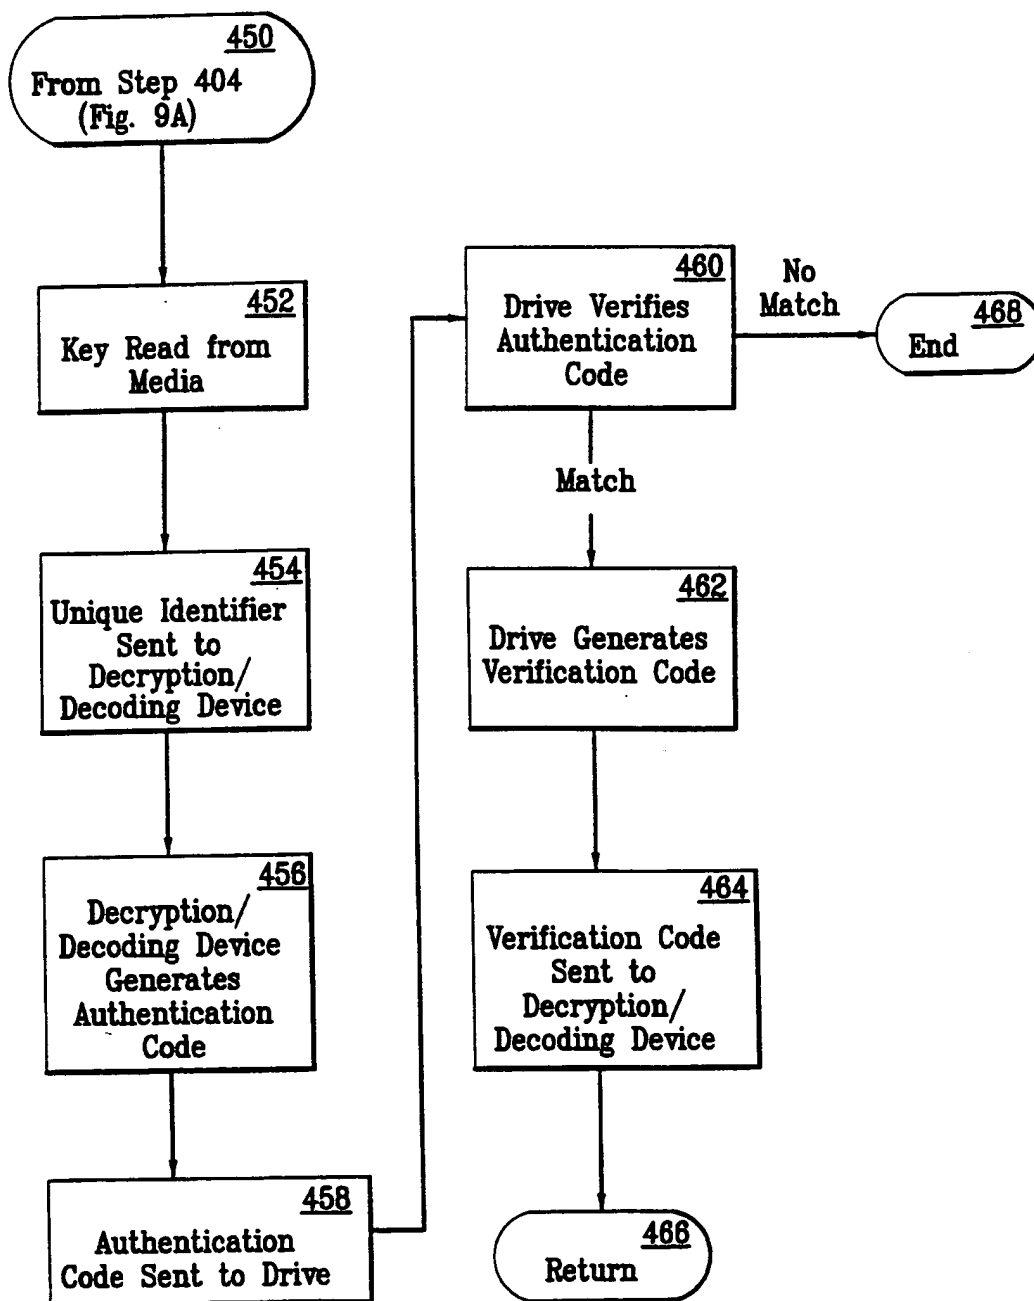 450
From Step 404
(Fig. 9A)
452
Key Read from
Media
454
Unique Identifier
Sent to
Decryption/
Decoding Device
456
Decryption/
Decoding Device
Generates
Authentication
Code
458
Authentication
Code Sent to Drive
460
Drive Verifies
Authentication
Code
No
Match
468
End
Match
462
Drive Generates
Verification Code
464
Verification Code
Sent to
Decryption/
Decoding Device
466
Return